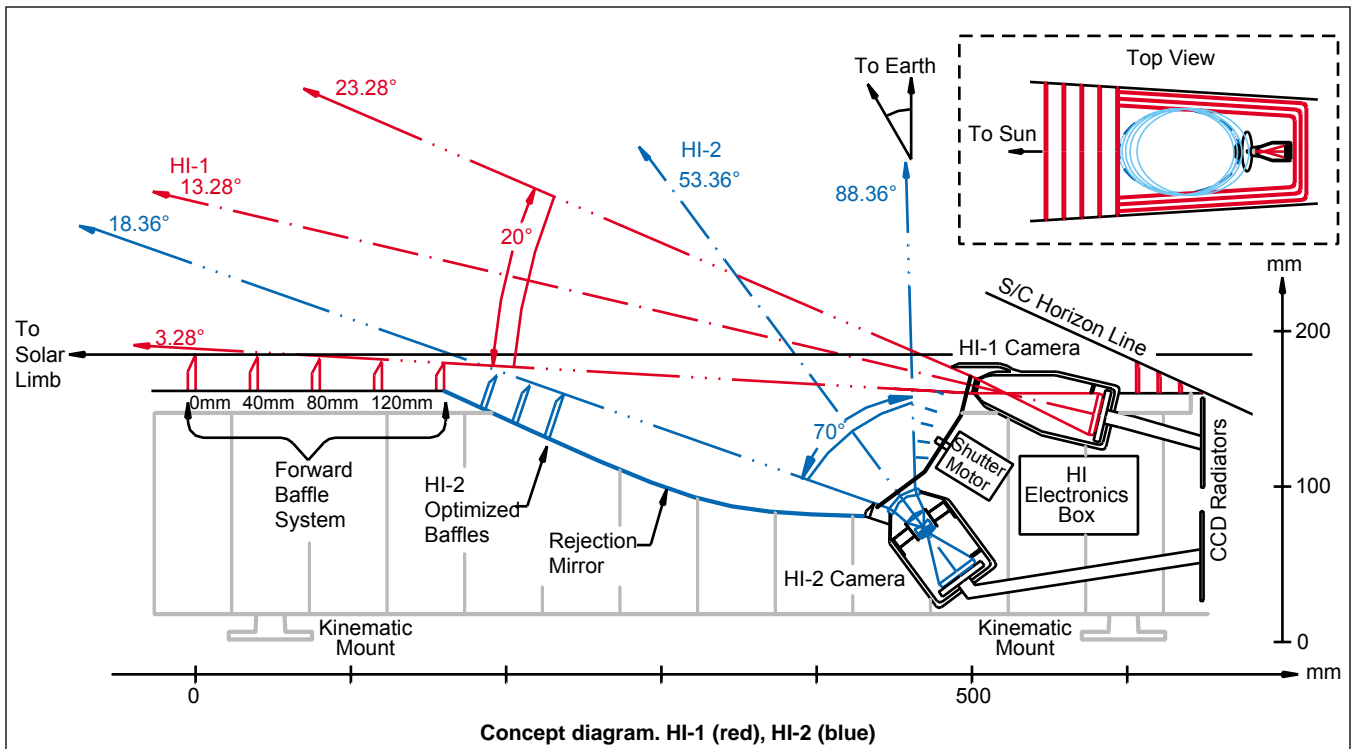 Top View
To Sun
To Earth
23.28°
HI-1
13.28°
18.36°
HI-2
53.36°
88.36°
20°
S/C Horizon Line
mm
200
100
0
To
Solar
Limb
3.28°
HI-1 Camera
0mm 40mm 80mm 120mm
70°
Shutter
Motor
HI
Electronics
Box
CCD Radiators
Forward
Baffle
System
HI-2
Optimized
Baffles
Rejection
Mirror
HI-2 Camera
Kinematic
Mount
Kinematic
Mount
0
500
mm
Concept diagram. HI-1 (red), HI-2 (blue)